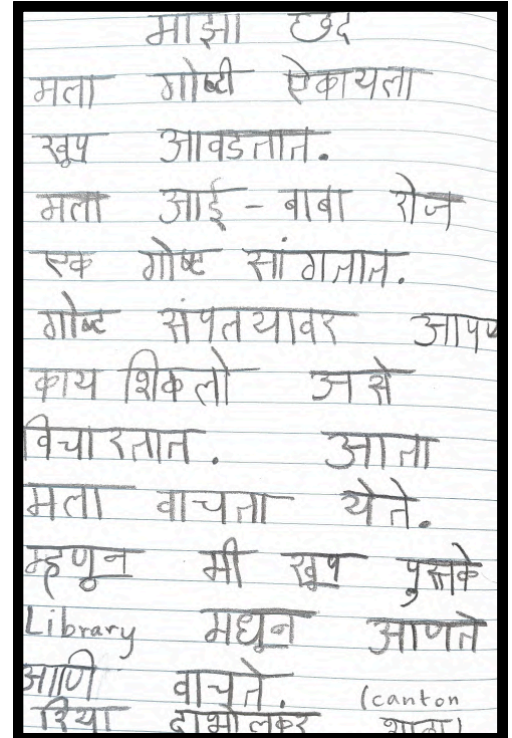 माझा छंद
मला गोष्टी ऐकायला
खूप आवडतात.
मला आई - बाबा रोज
एक गोष्ट सांगतात.
गोष्ट संपतयावर आपण
काय शिकलो असे
विचारतात. आता
मला वाचता येते.
म्हणून मी खूप पुस्तके
Library मधून आणते
आणि वाचते. (canton
रिया दाभोलकर शाळा)